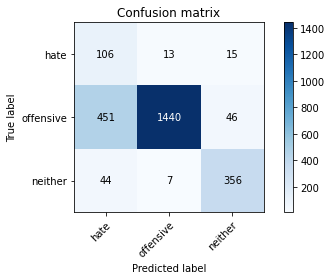 Confusion matrix
hate 106 13 15
offensive 451 1440 46
neither 44 7 356
hate offensive neither
True label
Predicted label
1400
1200
1000
800
600
400
200